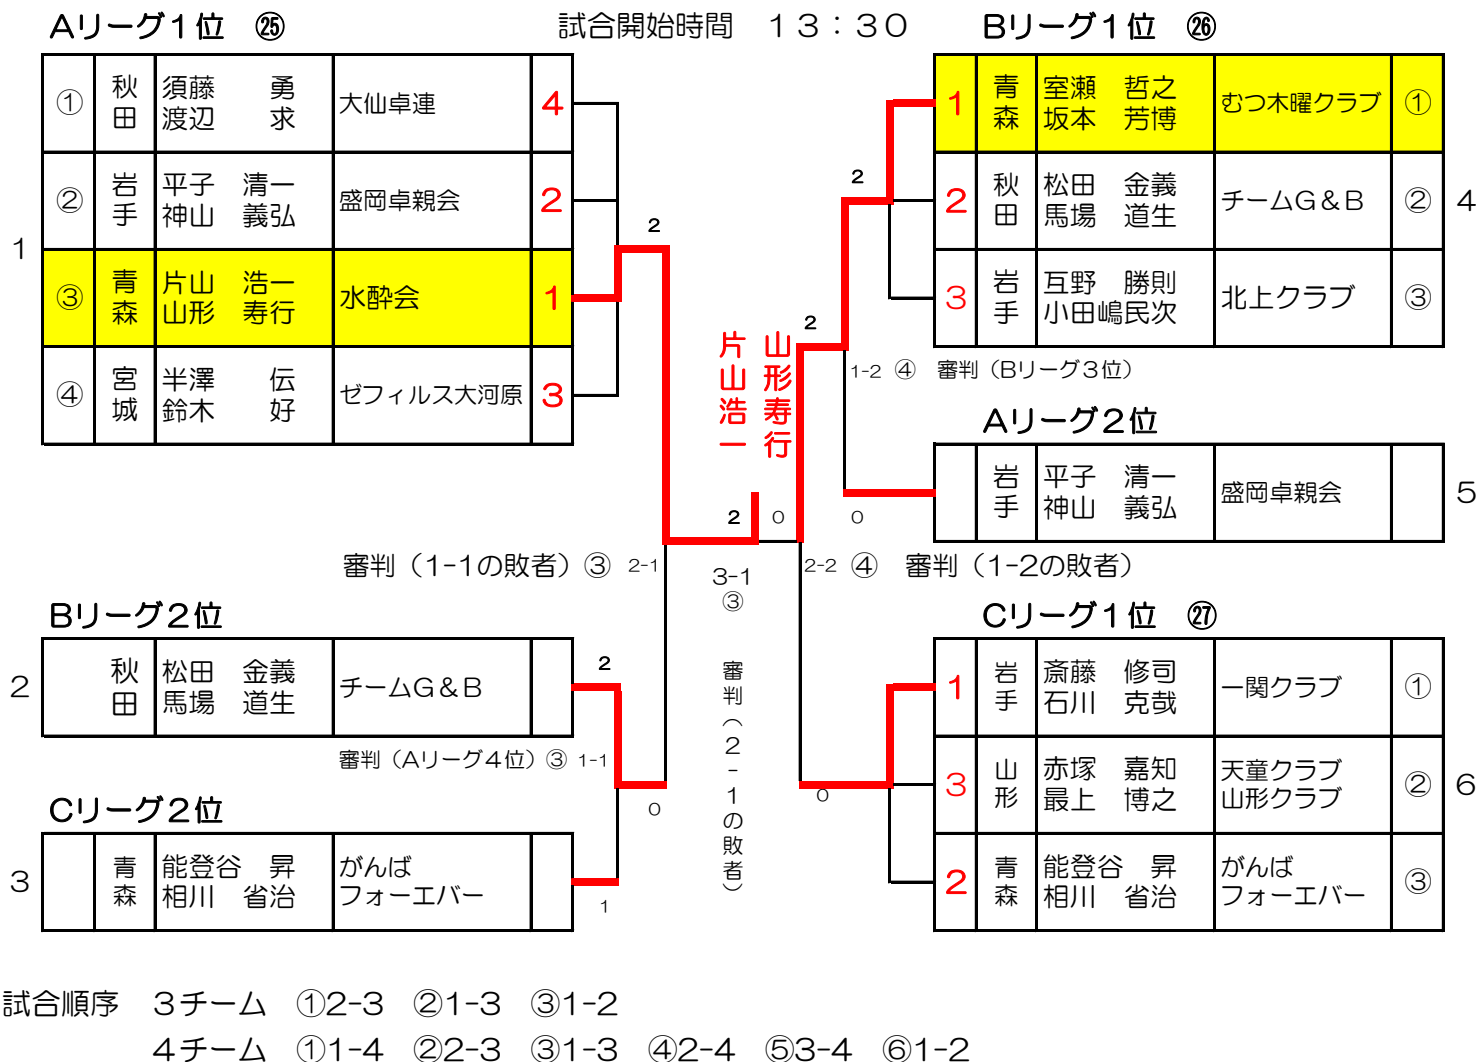 Aリーグ1位 ㉕
試合開始時間 13:30
Bリーグ1位 ㉖
1
① 秋田 須藤 勇 大仙卓連 4
渡辺 求
② 岩手 平子 清一 盛岡卓親会 2
神山 義弘
③ 青森 片山 浩一 水酔会 1
山形 寿行
④ 宮城 半澤 伝 ゼフィルス大河原 3
鈴木 好
2
1 青森 室瀬 哲之 むつ木曜クラブ ①
坂本 芳博
2 秋田 松田 金義 チームG&B ②
馬場 道生
3 岩手 互野 勝則 北上クラブ ③
小田嶋民次
4
2
2
山形寿行
片山浩一
1-2 ④ 審判(Bリーグ3位)
Aリーグ2位
岩手 平子 清一 盛岡卓親会
神山 義弘
5
0
2 0
審判(1-1の敗者)③ 2-1
3-1
③
2-2 ④ 審判(1-2の敗者)
審判(2-1の敗者)
Bリーグ2位
2
秋田 松田 金義 チームG&B
馬場 道生
2
審判(Aリーグ4位)③ 1-1
0
Cリーグ2位
3
青森 能登谷 昇 がんば
相川 省治 フォーエバー
1
Cリーグ1位 ㉗
1 岩手 斎藤 修司 一関クラブ ①
石川 克哉
3 山形 赤塚 嘉知 天童クラブ ②
最上 博之 山形クラブ
2 青森 能登谷 昇 がんば ③
相川 省治 フォーエバー
6
0
試合順序 3チーム ①2-3 ②1-3 ③1-2
4チーム ①1-4 ②2-3 ③1-3 ④2-4 ⑤3-4 ⑥1-2